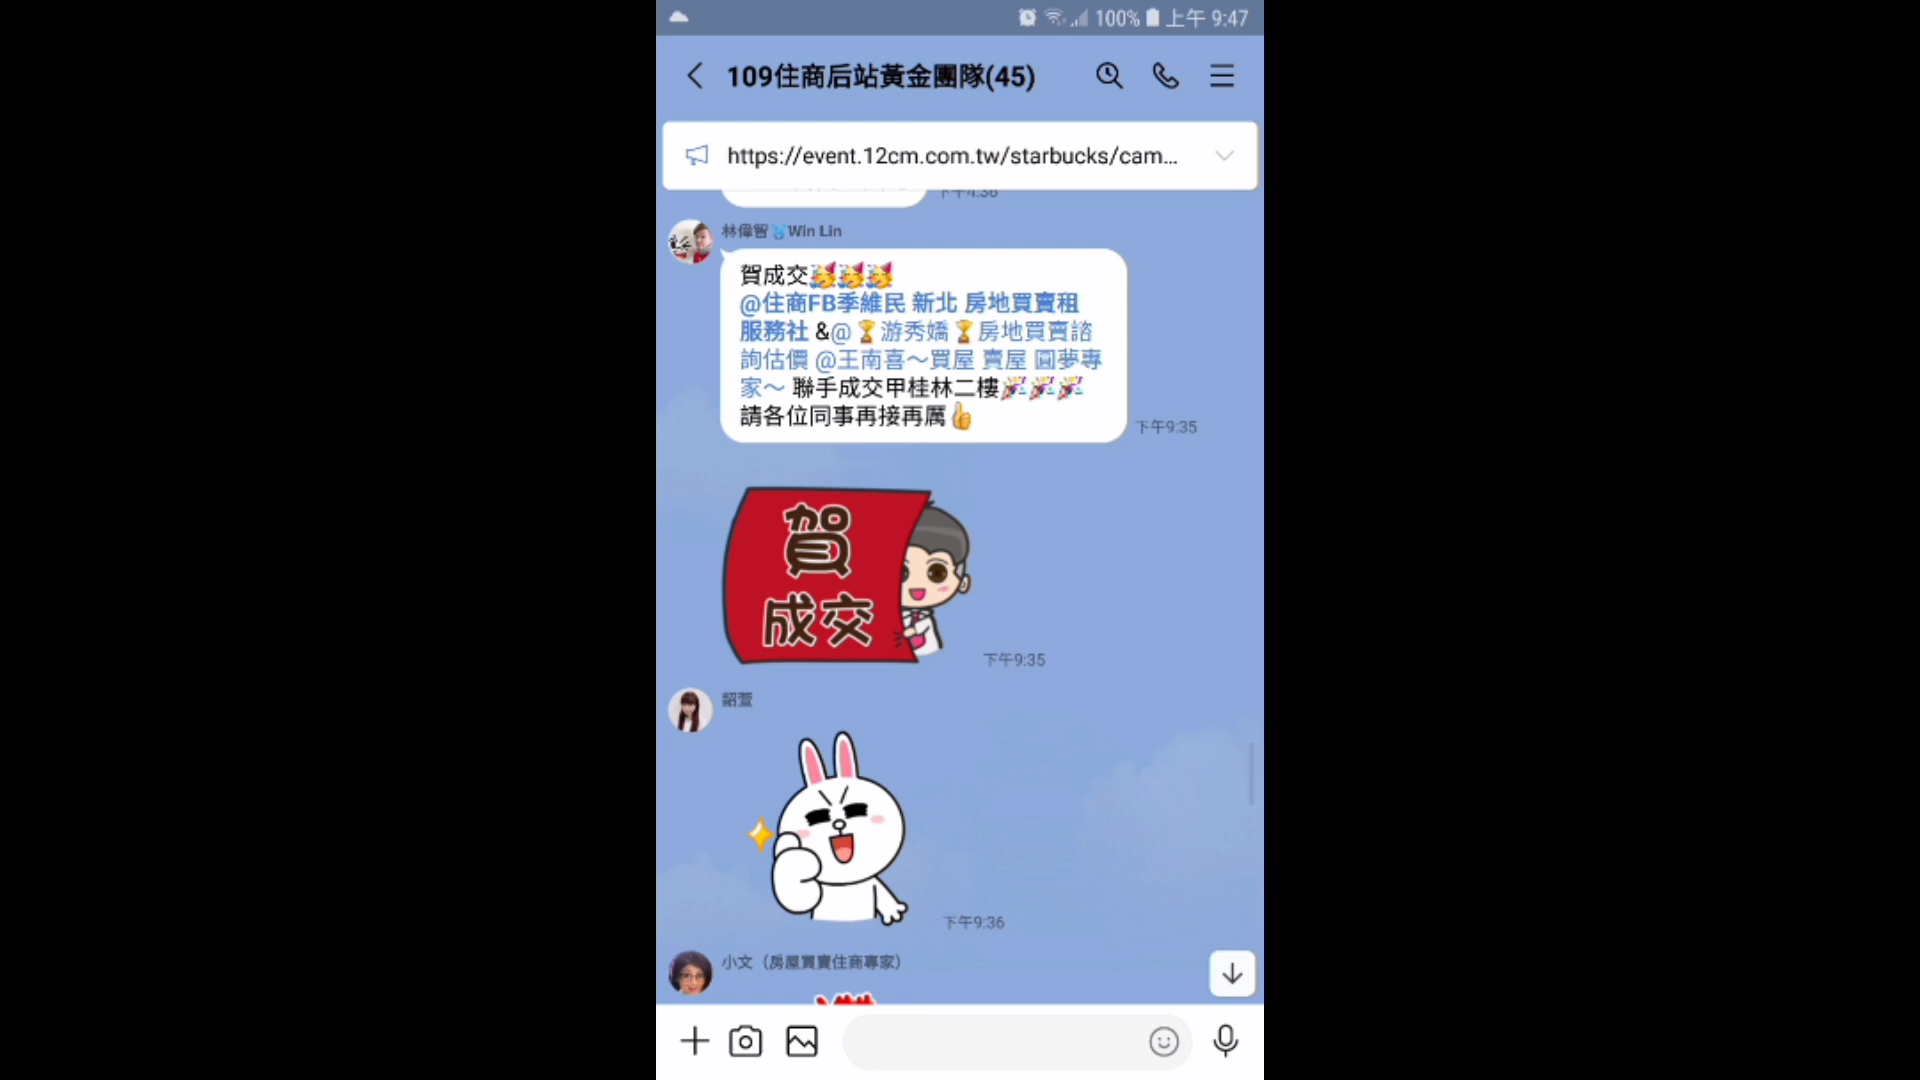 100% 上午 9:47
109住商后站黃金團隊(45)
https://event.12cm.com.tw/starbucks/cam...
下午4:36
林偉智🥈Win Lin
賀成交🥳🥳🥳
@住商FB季維民 新北 房地買賣租
服務社 &@🏆游秀嬌🏆房地買賣諮
詢估價 @王南喜～買屋 賣屋 圓夢專
家～ 聯手成交甲桂林二樓🎉🎉🎉
請各位同事再接再厲👍
下午9:35
賀
成交
下午9:35
韶萱
下午9:36
小文（房屋買賣住商專家）